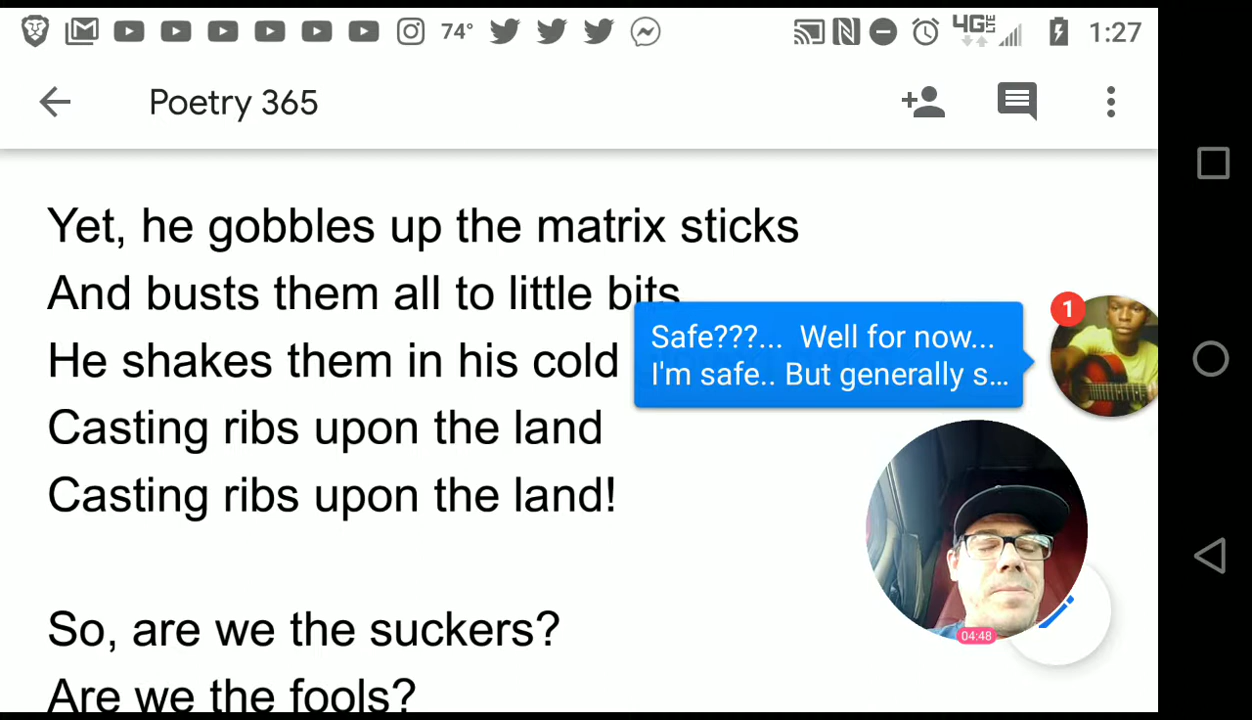 74° 4G LTE 1:27
Poetry 365
Yet, he gobbles up the matrix sticks
And busts them all to little bits
He shakes them in his cold
Casting ribs upon the land
Casting ribs upon the land!
So, are we the suckers?
Are we the fools?
1
Safe???... Well for now...
I'm safe.. But generally s...
04:48